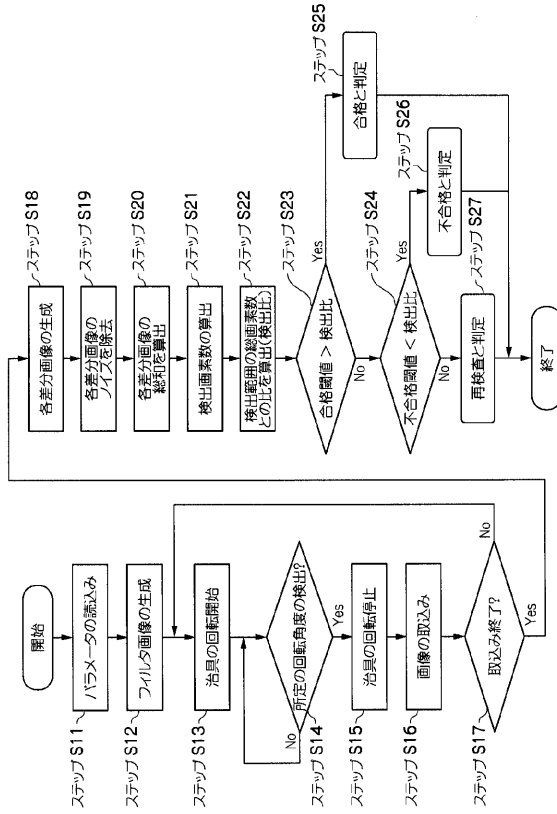 開始
ステップ S11
パラメータの読込み
ステップ S12
フィルタ画像の生成
ステップ S13
治具の回転開始
所定の回転角度の検出?
ステップ S14
No
Yes
ステップ S15
治具の回転停止
ステップ S16
画像の取込み
取込み終了?
ステップ S17
No
Yes
各差分画像の生成
ステップ S18
各差分画像の
ノイズを除去
ステップ S19
各差分画像の
総和を算出
ステップ S20
検出画素数の算出
ステップ S21
検出範囲の総画素数
との比を算出(検出比)
ステップ S22
合格閾値 > 検出比
ステップ S23
Yes
No
ステップ S25
合格と判定
不合格閾値 < 検出比
ステップ S24
Yes
No
ステップ S26
不合格と判定
ステップ S27
再検査と判定
終了